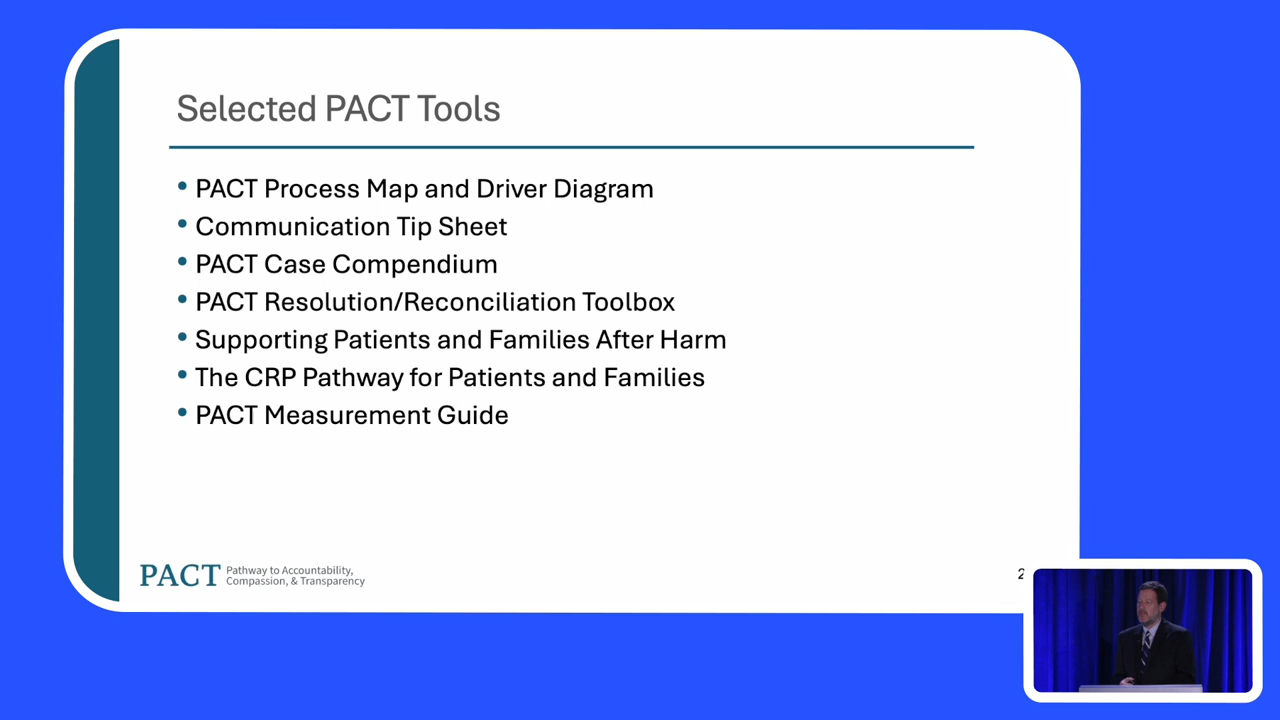 Selected PACT Tools
• PACT Process Map and Driver Diagram
• Communication Tip Sheet
• PACT Case Compendium
• PACT Resolution/Reconciliation Toolbox
• Supporting Patients and Families After Harm
• The CRP Pathway for Patients and Families
• PACT Measurement Guide
PACT Pathway to Accountability,
Compassion, & Transparency
2